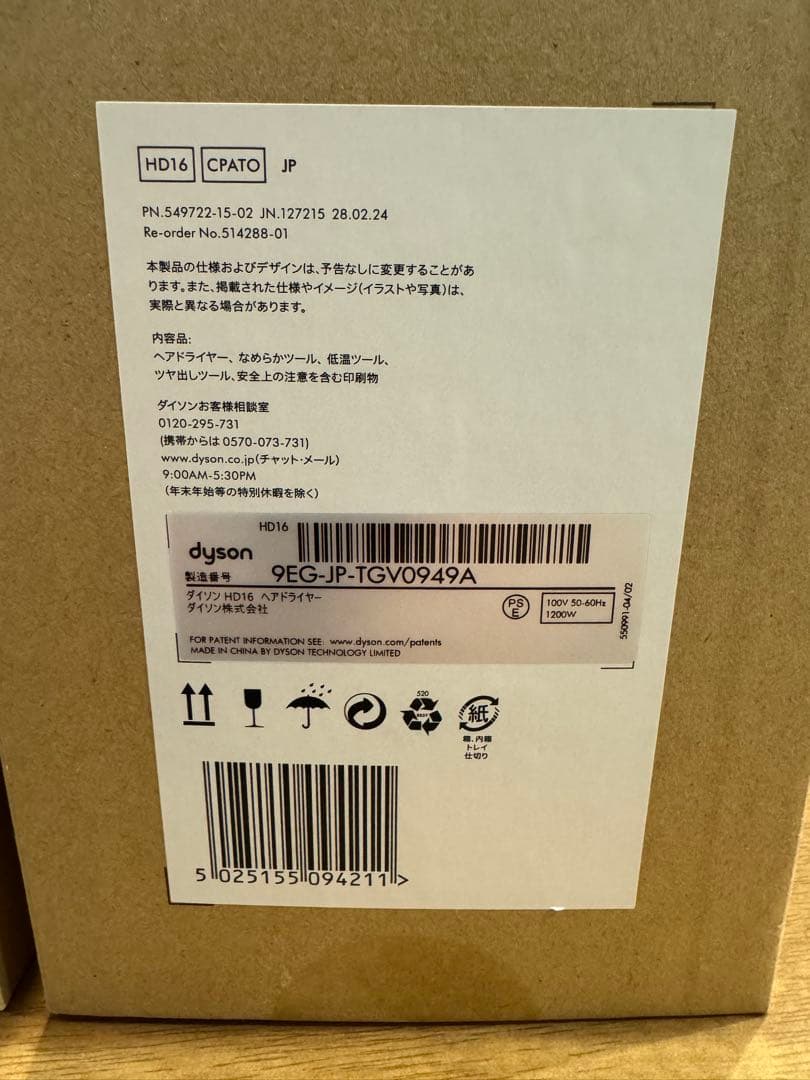 HD16 CPATO JP
PN.549722-15-02 JN.127215 28.02.24
Re-order No.514288-01
本製品の仕様およびデザインは、予告なしに変更することがあ
ります。また、掲載された仕様やイメージ(イラストや写真)は、
実際と異なる場合があります。
内容品:
ヘアドライヤー、なめらかツール、低温ツール、
ツヤ出しツール、安全上の注意を含む印刷物
ダイソンお客様相談室
0120-295-731
(携帯からは 0570-073-731)
www.dyson.co.jp(チャット・メール)
9:00AM-5:30PM
(年末年始等の特別休暇を除く)
HD16
dyson
製造番号 9EG-JP-TGV0949A
ダイソン HD16 ヘアドライヤー
ダイソン株式会社
PS
E
100V 50-60Hz
1200W
550991-04/02
FOR PATENT INFORMATION SEE: www.dyson.com/patents
MADE IN CHINA BY DYSON TECHNOLOGY LIMITED
520
紙
箱、内箱
トレイ
仕切り
5 025155 094211 >